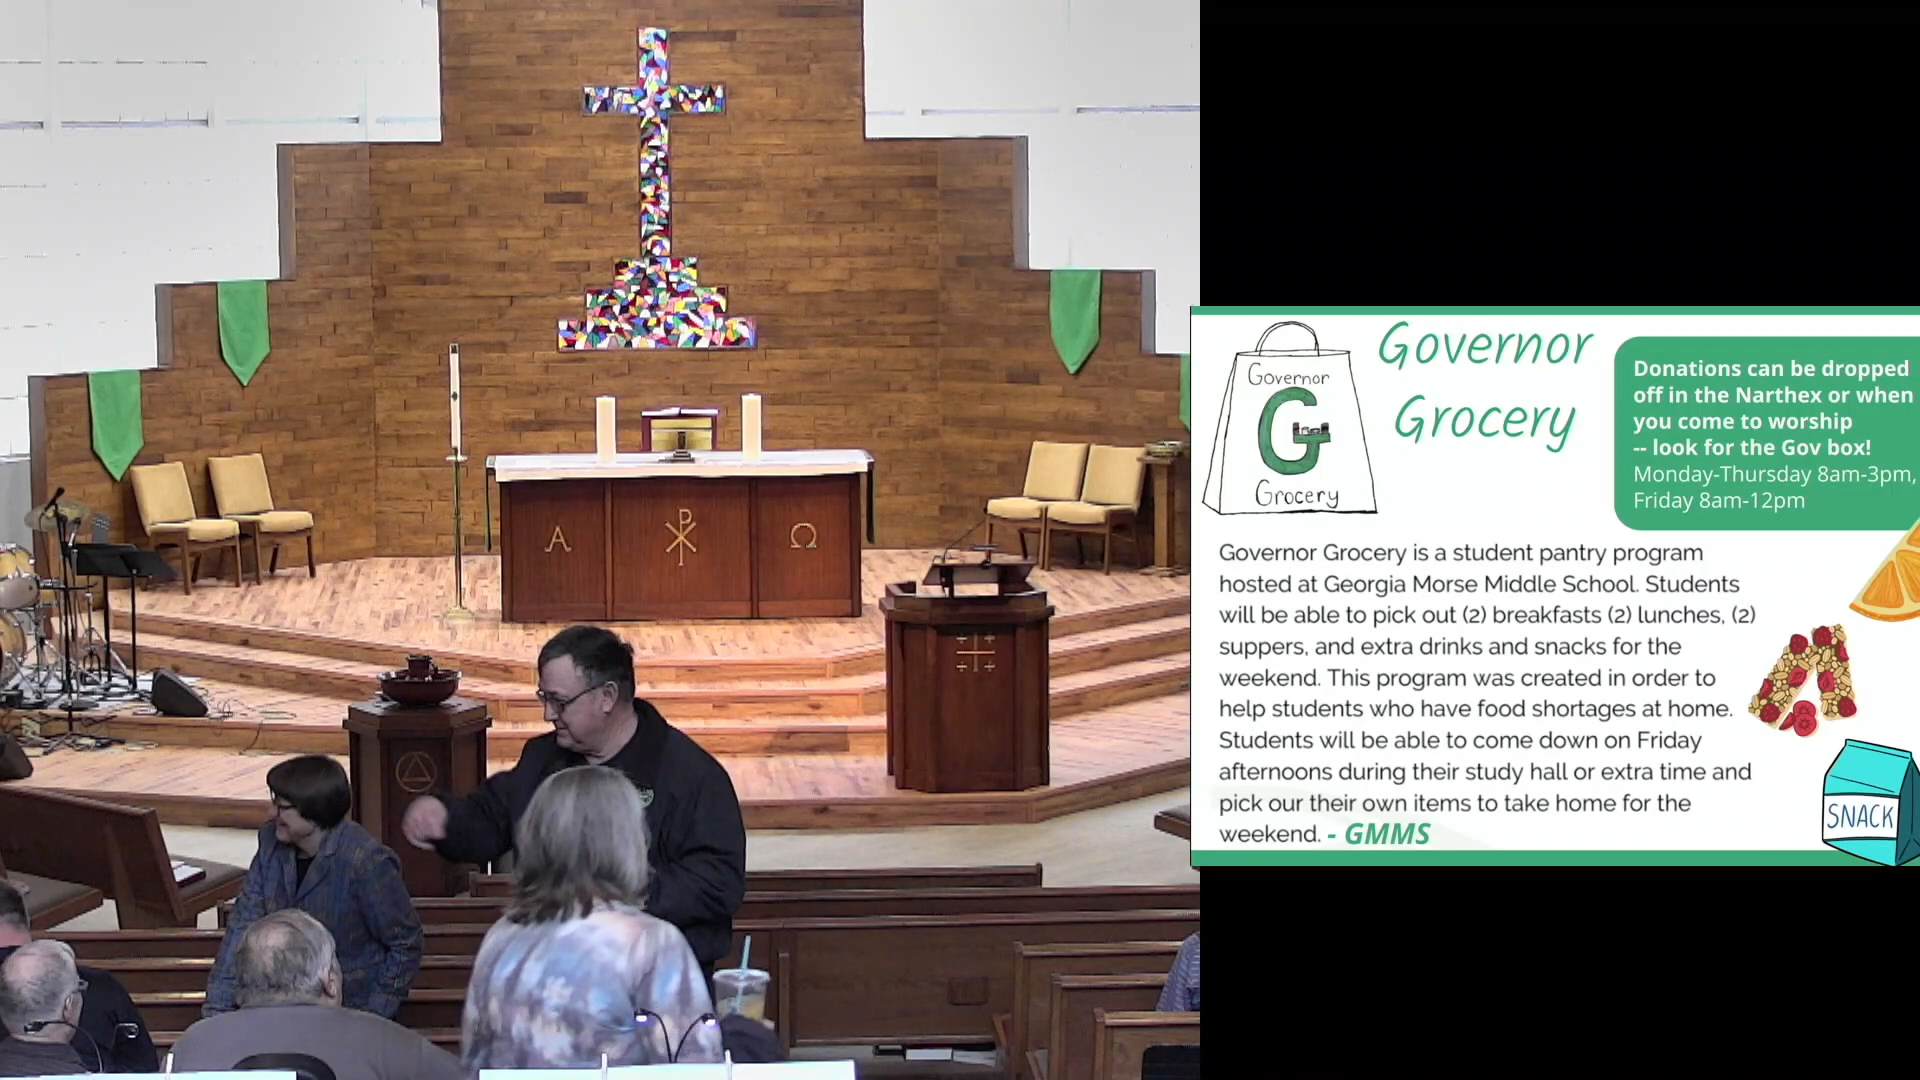 Α
Ω
Governor
G
Grocery
Governor
Grocery
Donations can be dropped
off in the Narthex or when
you come to worship
-- look for the Gov box!
Monday-Thursday 8am-3pm,
Friday 8am-12pm
Governor Grocery is a student pantry program
hosted at Georgia Morse Middle School. Students
will be able to pick out (2) breakfasts (2) lunches, (2)
suppers, and extra drinks and snacks for the
weekend. This program was created in order to
help students who have food shortages at home.
Students will be able to come down on Friday
afternoons during their study hall or extra time and
pick our their own items to take home for the
weekend. - GMMS
SNACK